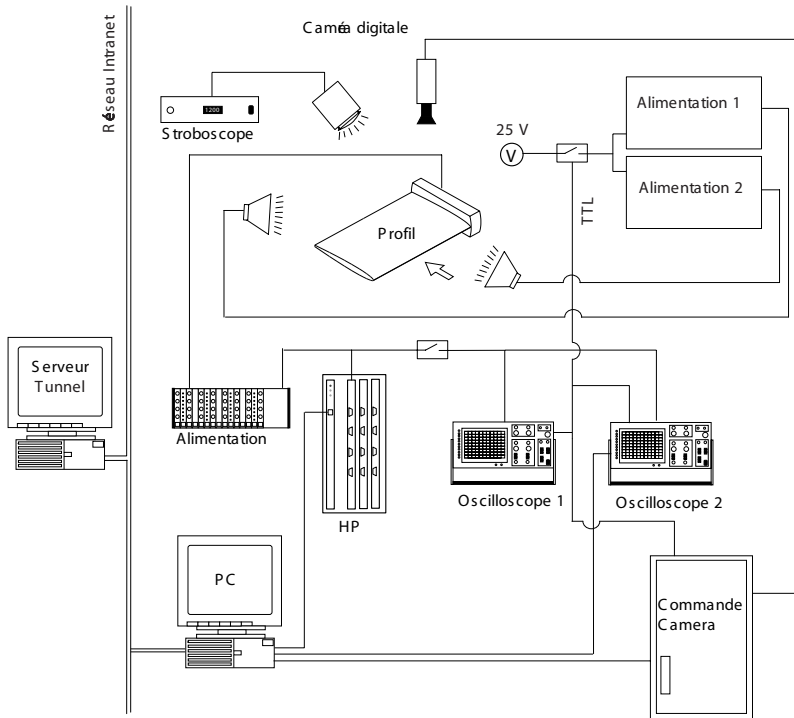 Caméra digitale
Réseau Intranet
1200
Stroboscope
Alimentation 1
25 V
V
Alimentation 2
TTL
Profil
Serveur
Tunnel
Alimentation
Oscilloscope 1
Oscilloscope 2
HP
PC
Commande
Camera